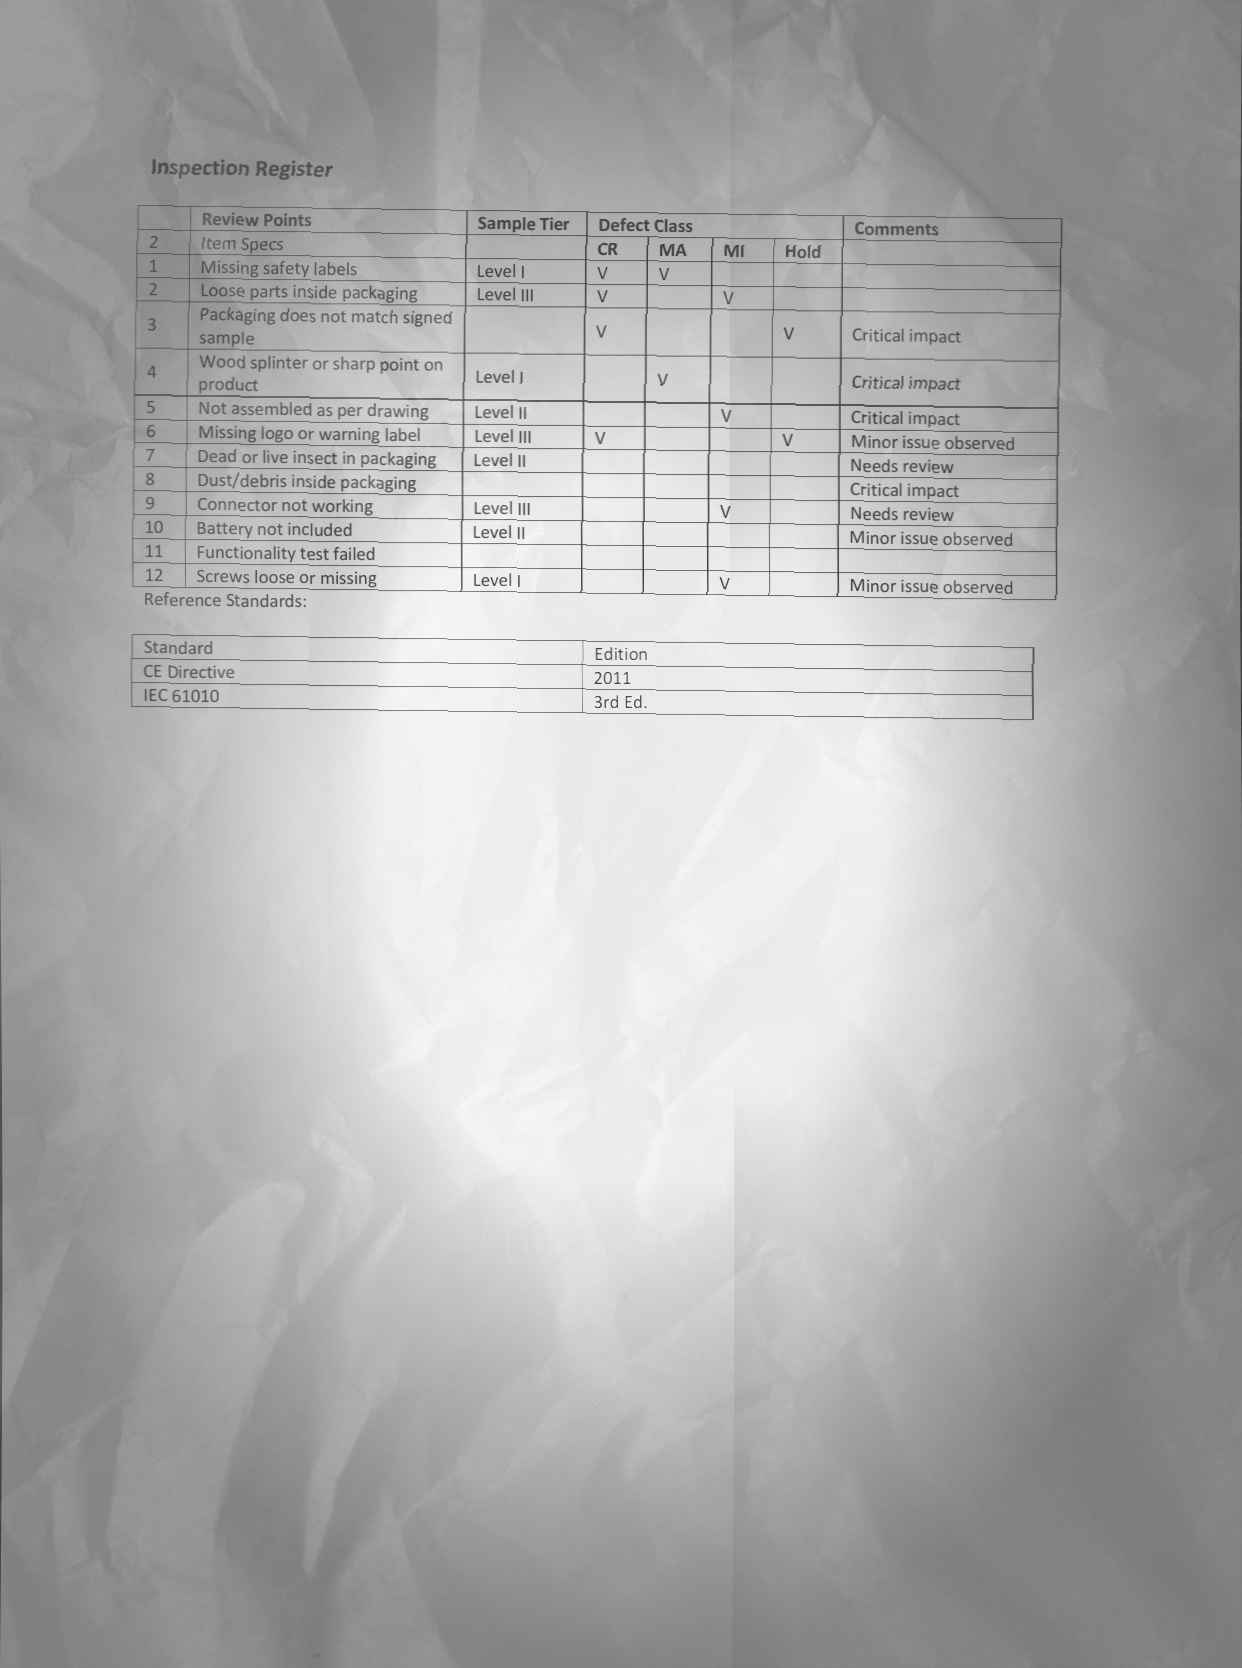 Inspection Register
Review Points Sample Tier Defect Class Comments
2 Item Specs CR MA MI Hold
1 Missing safety labels Level I V V
2 Loose parts inside packaging Level III V V
3 Packaging does not match signed
sample V V Critical impact
4 Wood splinter or sharp point on
product Level I V Critical impact
5 Not assembled as per drawing Level II V Critical impact
6 Missing logo or warning label Level III V V Minor issue observed
7 Dead or live insect in packaging Level II Needs review
8 Dust/debris inside packaging Critical impact
9 Connector not working Level III V Needs review
10 Battery not included Level II Minor issue observed
11 Functionality test failed
12 Screws loose or missing Level I V Minor issue observed
Reference Standards:
Standard Edition
CE Directive 2011
IEC 61010 3rd Ed.